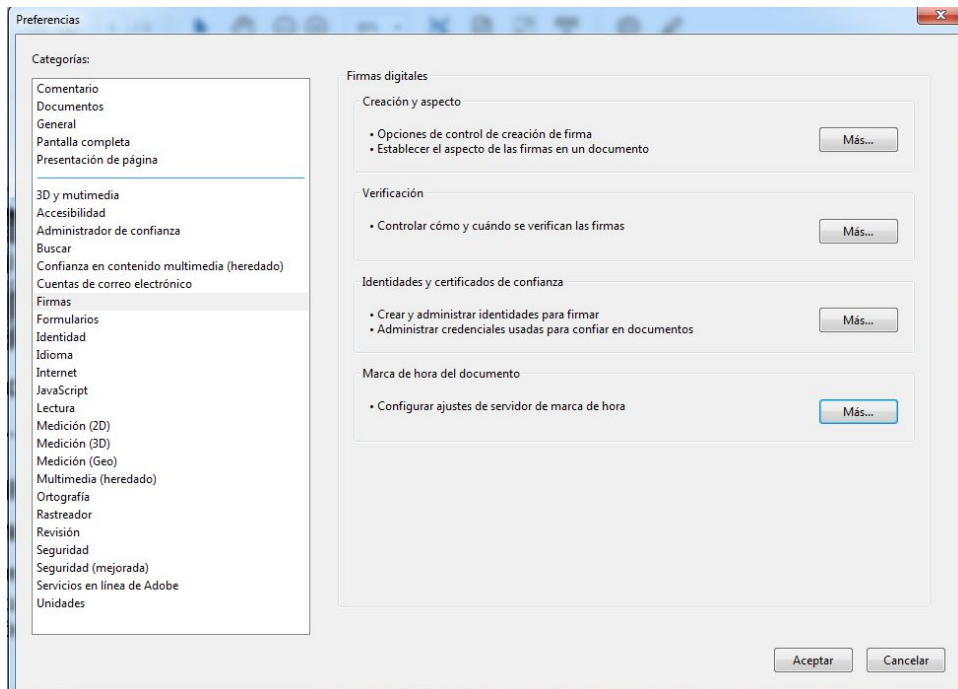 Preferencias
Categorías:
Comentario
Documentos
General
Pantalla completa
Presentación de página
3D y mutimedia
Accesibilidad
Administrador de confianza
Buscar
Confianza en contenido multimedia (heredado)
Cuentas de correo electrónico
Firmas
Formularios
Identidad
Idioma
Internet
JavaScript
Lectura
Medición (2D)
Medición (3D)
Medición (Geo)
Multimedia (heredado)
Ortografía
Rastreador
Revisión
Seguridad
Seguridad (mejorada)
Servicios en línea de Adobe
Unidades
Firmas digitales
Creación y aspecto
• Opciones de control de creación de firma
• Establecer el aspecto de las firmas en un documento
Más...
Verificación
• Controlar cómo y cuándo se verifican las firmas
Más...
Identidades y certificados de confianza
• Crear y administrar identidades para firmar
• Administrar credenciales usadas para confiar en documentos
Más...
Marca de hora del documento
• Configurar ajustes de servidor de marca de hora
Más...
Aceptar
Cancelar